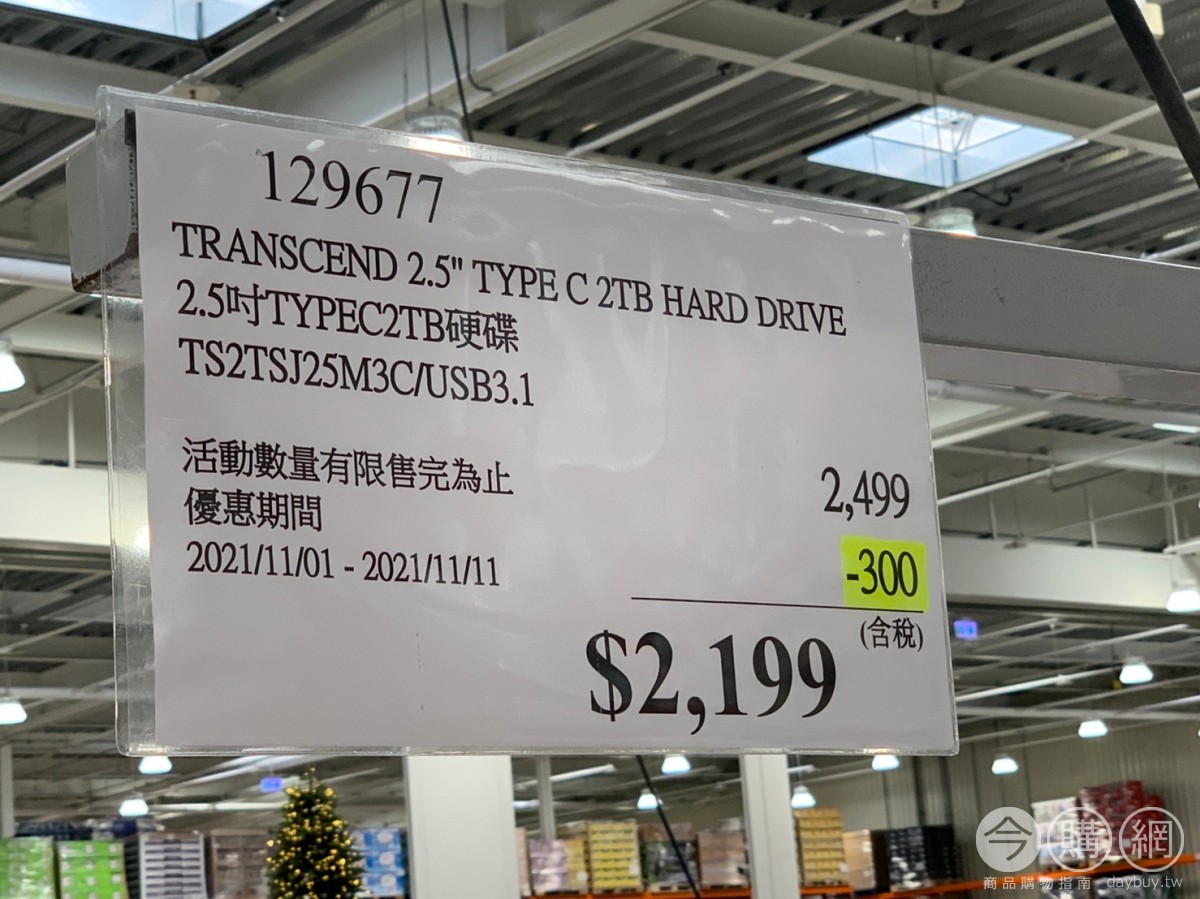 129677
TRANSCEND 2.5" TYPE C 2TB HARD DRIVE
2.5吋TYPEC2TB硬碟
TS2TSJ25M3C/USB3.1
活動數量有限售完為止
優惠期間
2021/11/01 - 2021/11/11
2,499
-300
(含稅)
$2,199
今購網
商品購物指南 daybuy.tw